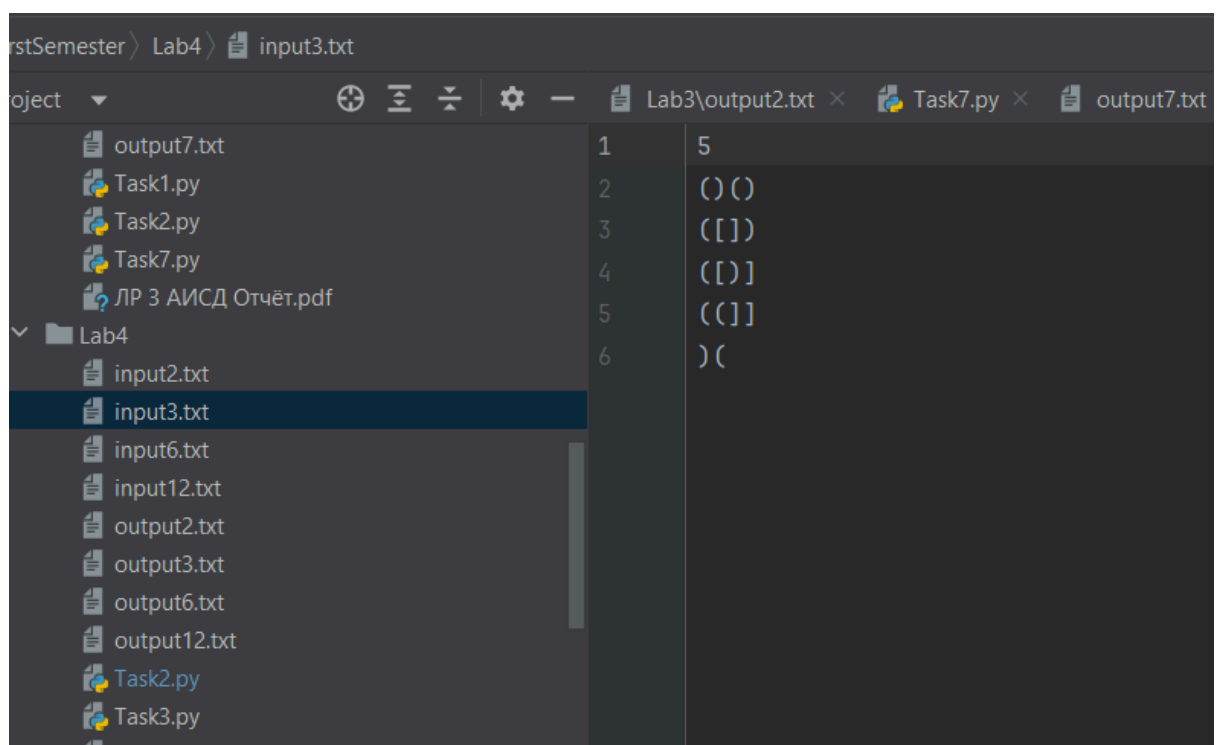 rstSemester 〉 Lab4 〉 input3.txt
roject
Lab3\output2.txt × Task7.py × output7.txt
output7.txt
Task1.py
Task2.py
Task7.py
ЛР 3 АИСД Отчёт.pdf
Lab4
input2.txt
input3.txt
input6.txt
input12.txt
output2.txt
output3.txt
output6.txt
output12.txt
Task2.py
Task3.py
1 5
2 ()()
3 ([])
4 ([)]
5 ((]]
6 )(